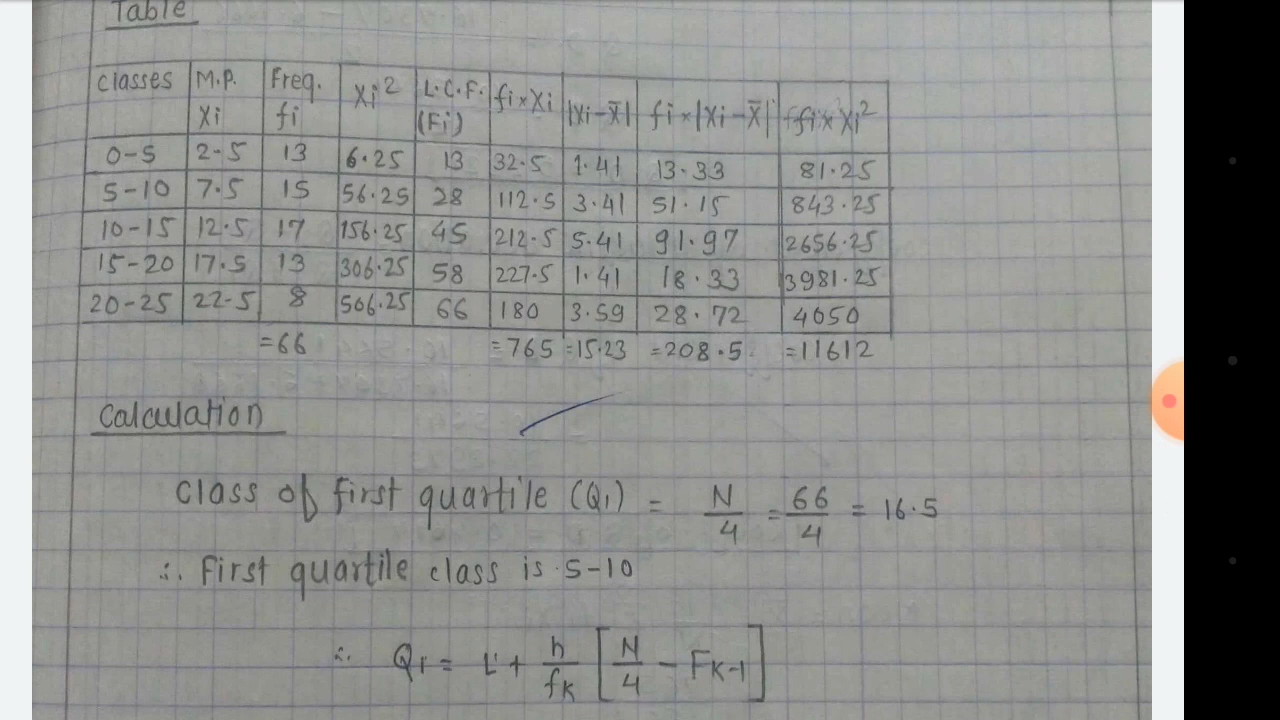 Table
Classes M.P. Xi Freq. fi Xi² L.C.F. (Fi) fi×Xi |Xi-X̄| fi×|Xi-X̄| fi×Xi²
0-5 2.5 13 6.25 13 32.5 1.41 13.33 81.25
5-10 7.5 15 56.25 28 112.5 3.41 51.15 843.25
10-15 12.5 17 156.25 45 212.5 5.41 91.97 2656.25
15-20 17.5 13 306.25 58 227.5 1.41 18.33 3981.25
20-25 22.5 8 506.25 66 180 3.59 28.72 4050
=66 =765 =15.23 =208.5 =11612
Calculation
Class of first quartile (Q1) = N/4 = 66/4 = 16.5
∴ First quartile class is 5-10
∴ Q1 = L + h/fK [N/4 - FK-1]